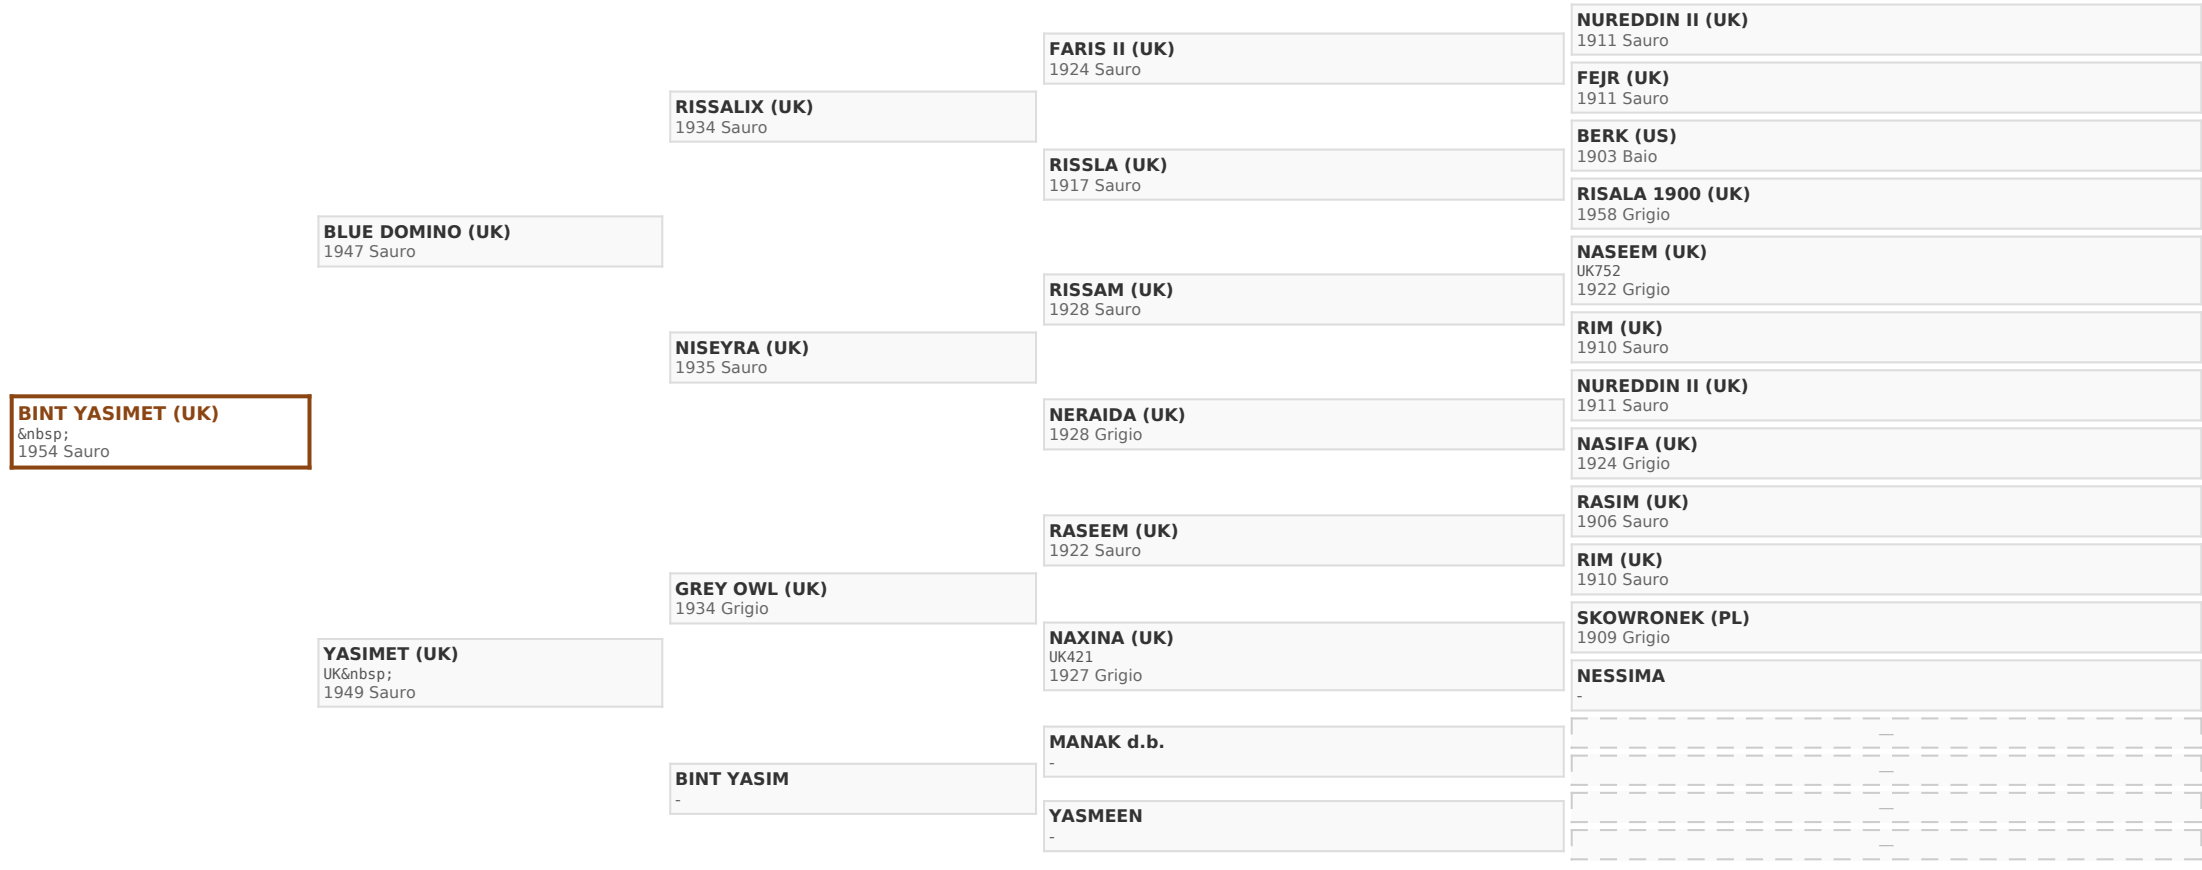 BINT YASIMET (UK)
&nbsp;
1954 Sauro
BLUE DOMINO (UK)
1947 Sauro
YASIMET (UK)
UK&nbsp;
1949 Sauro
RISSALIX (UK)
1934 Sauro
NISEYRA (UK)
1935 Sauro
GREY OWL (UK)
1934 Grigio
BINT YASIM
-
FARIS II (UK)
1924 Sauro
RISSLA (UK)
1917 Sauro
RISSAM (UK)
1928 Sauro
NERAIDA (UK)
1928 Grigio
RASEEM (UK)
1922 Sauro
NAXINA (UK)
UK421
1927 Grigio
MANAK d.b.
-
YASMEEN
-
NUREDDIN II (UK)
1911 Sauro
FEJR (UK)
1911 Sauro
BERK (US)
1903 Baio
RISALA 1900 (UK)
1958 Grigio
NASEEM (UK)
UK752
1922 Grigio
RIM (UK)
1910 Sauro
NUREDDIN II (UK)
1911 Sauro
NASIFA (UK)
1924 Grigio
RASIM (UK)
1906 Sauro
RIM (UK)
1910 Sauro
SKOWRONEK (PL)
1909 Grigio
NESSIMA
-
—
—
—
—